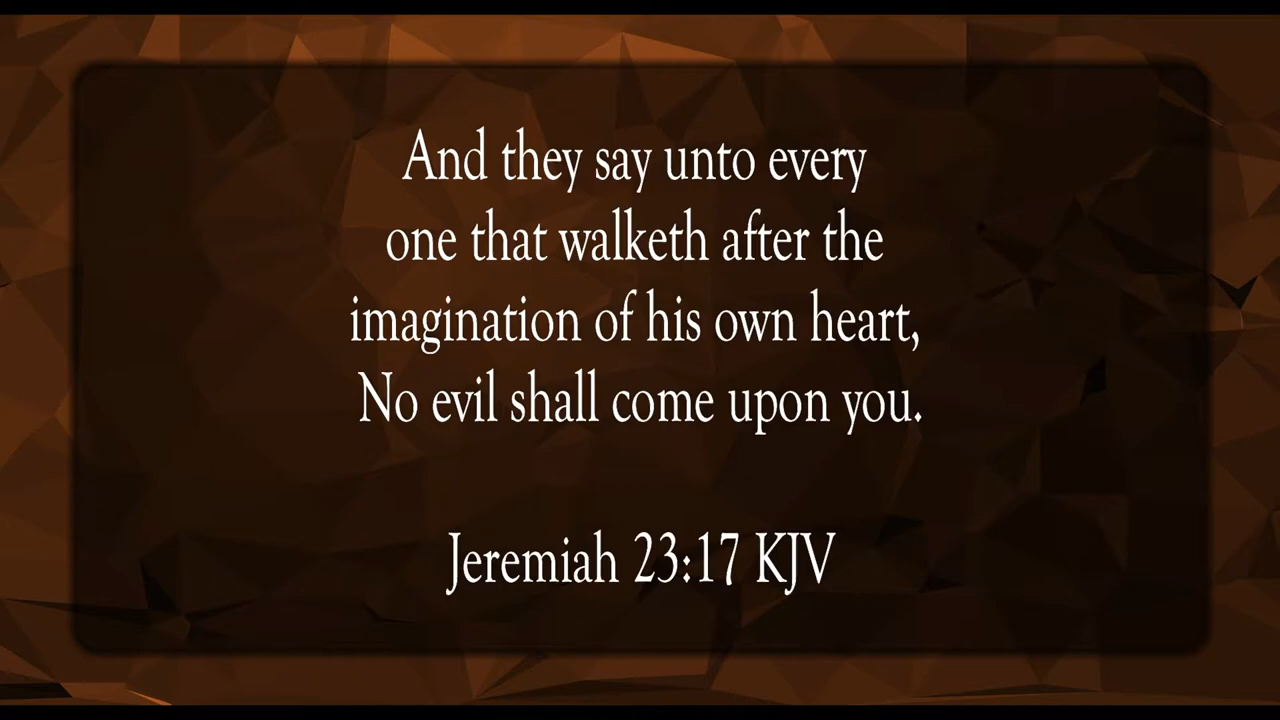 And they say unto every
one that walketh after the
imagination of his own heart,
No evil shall come upon you.
Jeremiah 23:17 KJV